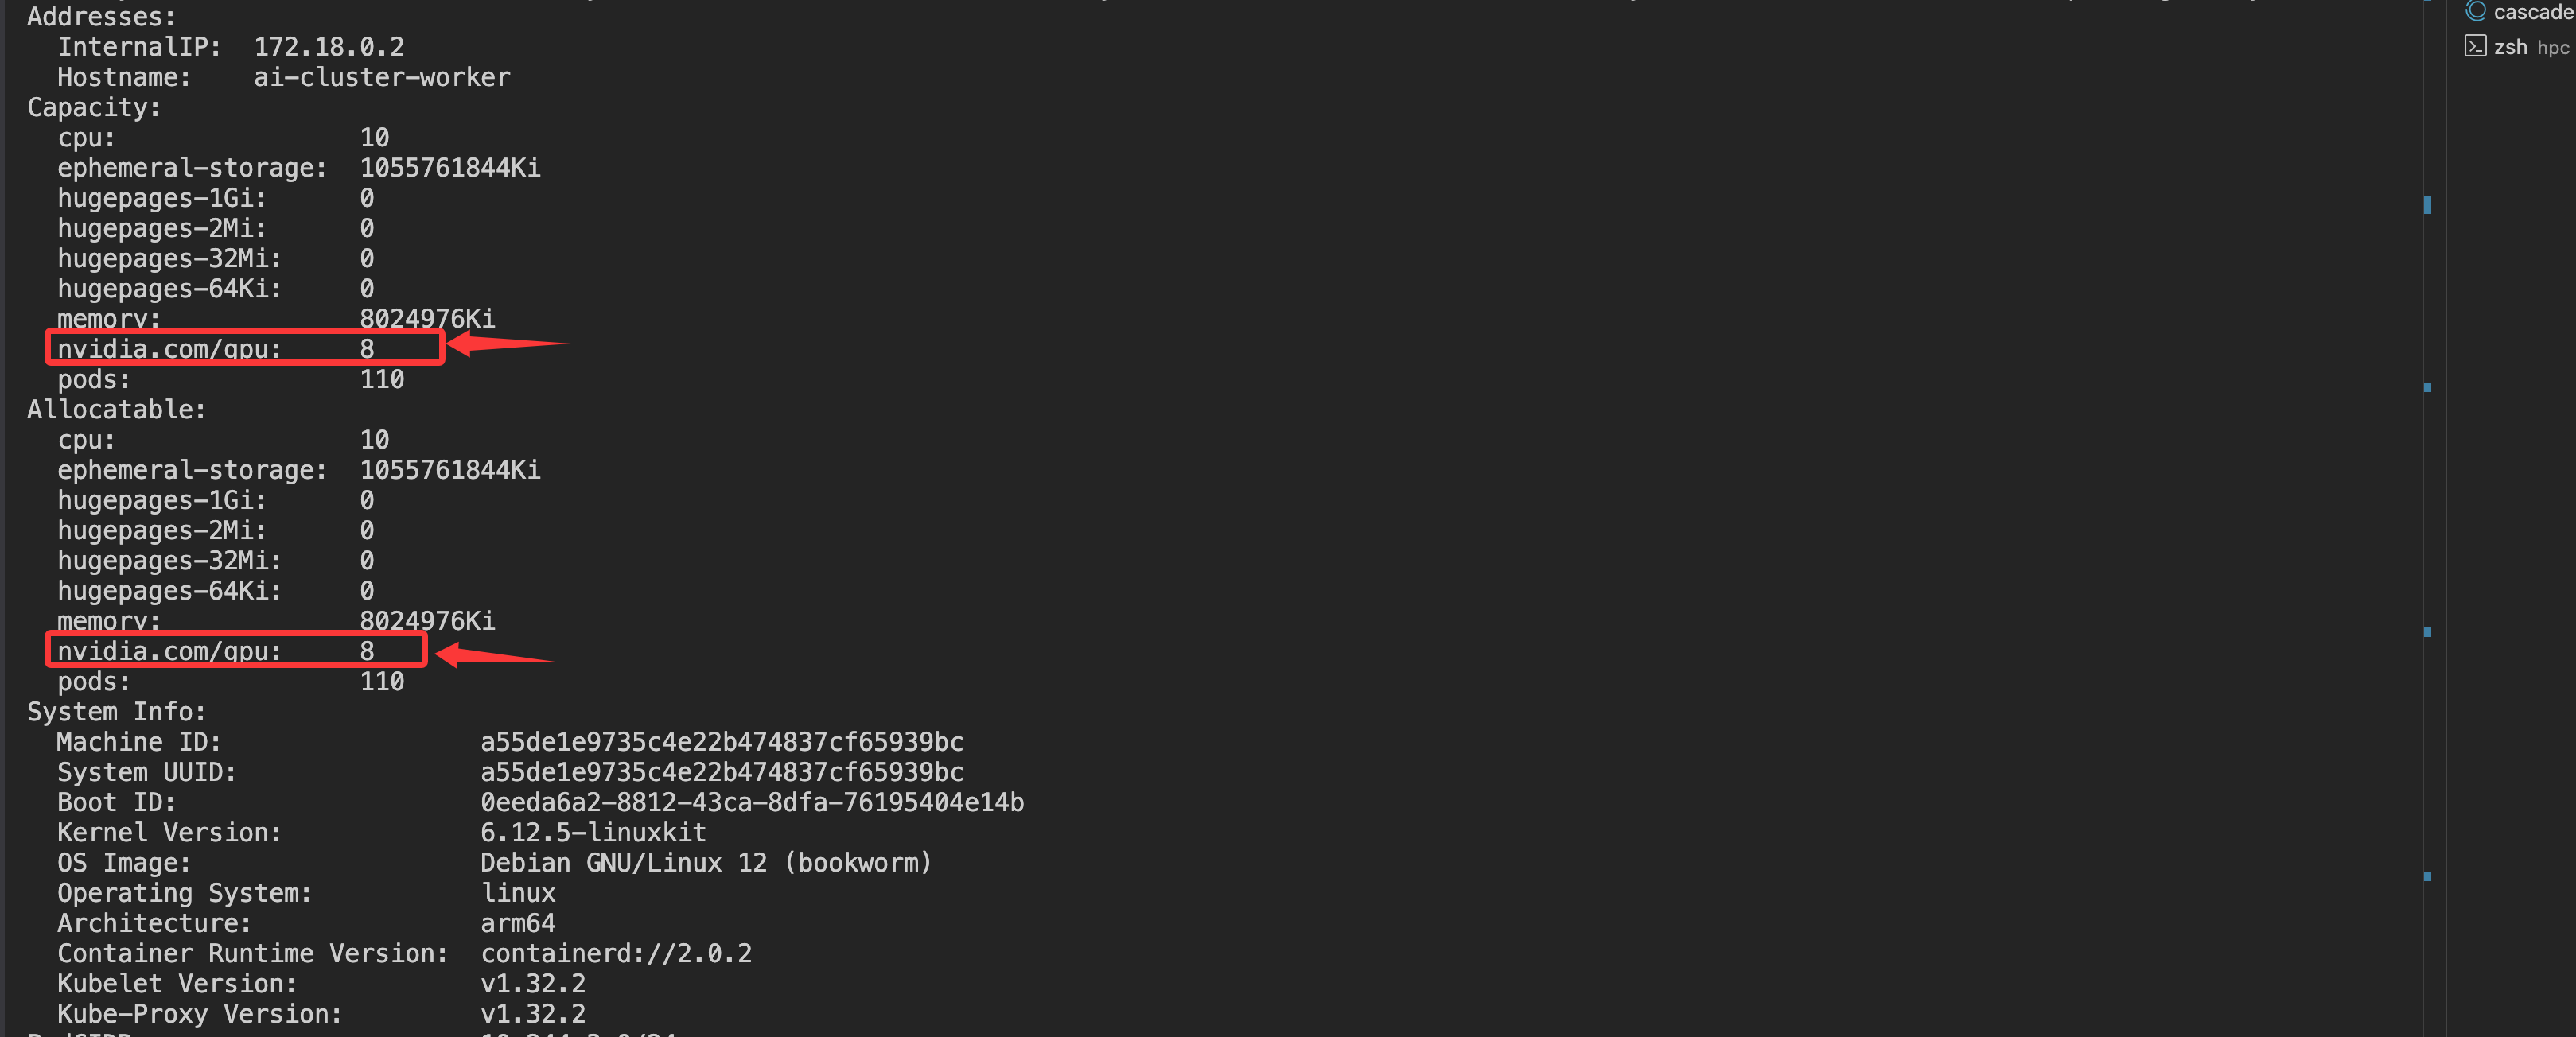 Addresses:
  InternalIP:  172.18.0.2
  Hostname:    ai-cluster-worker
Capacity:
  cpu:                10
  ephemeral-storage:  1055761844Ki
  hugepages-1Gi:      0
  hugepages-2Mi:      0
  hugepages-32Mi:     0
  hugepages-64Ki:     0
  memory:             8024976Ki
  nvidia.com/gpu:     8
  pods:               110
Allocatable:
  cpu:                10
  ephemeral-storage:  1055761844Ki
  hugepages-1Gi:      0
  hugepages-2Mi:      0
  hugepages-32Mi:     0
  hugepages-64Ki:     0
  memory:             8024976Ki
  nvidia.com/gpu:     8
  pods:               110
System Info:
  Machine ID:                 a55de1e9735c4e22b474837cf65939bc
  System UUID:                a55de1e9735c4e22b474837cf65939bc
  Boot ID:                    0eeda6a2-8812-43ca-8dfa-76195404e14b
  Kernel Version:             6.12.5-linuxkit
  OS Image:                   Debian GNU/Linux 12 (bookworm)
  Operating System:           linux
  Architecture:               arm64
  Container Runtime Version:  containerd://2.0.2
  Kubelet Version:            v1.32.2
  Kube-Proxy Version:         v1.32.2
cascade
zsh hpc